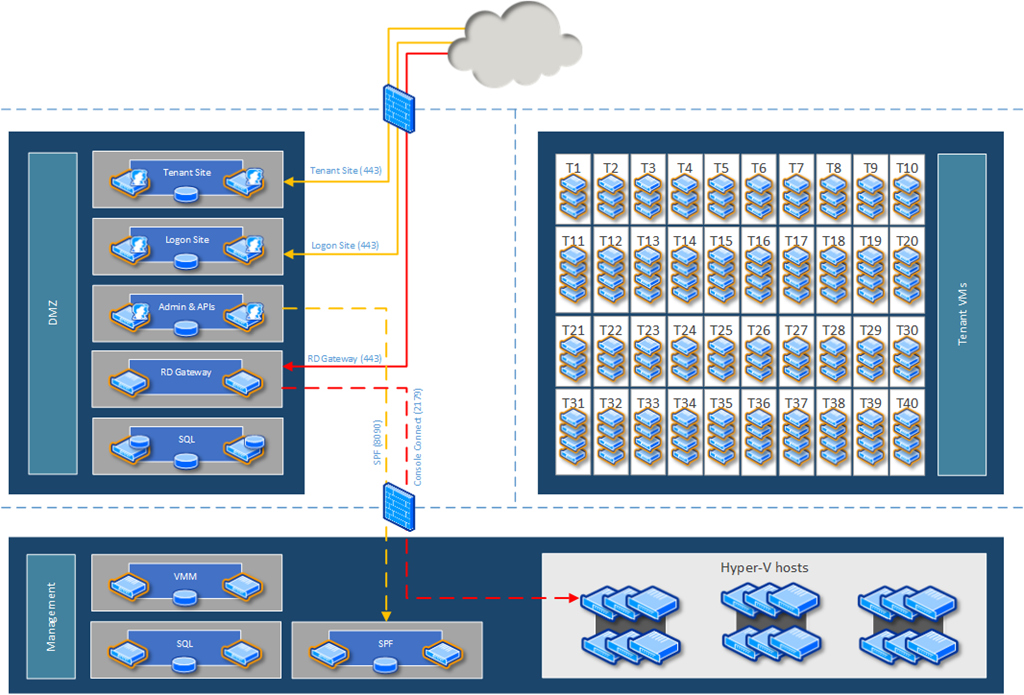 Tenant Site
Tenant Site (443)
Logon Site
Logon Site (443)
Admin & APIs
RD Gateway (443)
RD Gateway
SQL
DMZ
SPF (8090)
Console Connect (2179)
T1 T2 T3 T4 T5 T6 T7 T8 T9 T10
T11 T12 T13 T14 T15 T16 T17 T18 T19 T20
T21 T22 T23 T24 T25 T26 T27 T28 T29 T30
T31 T32 T33 T34 T35 T36 T37 T38 T39 T40
Tenant VMs
Management
VMM
SQL
SPF
Hyper-V hosts